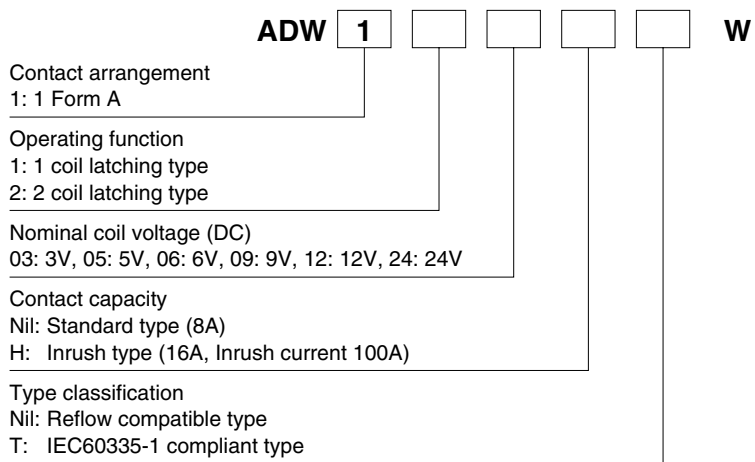 ADW 1 W
Contact arrangement
1: 1 Form A
Operating function
1: 1 coil latching type
2: 2 coil latching type
Nominal coil voltage (DC)
03: 3V, 05: 5V, 06: 6V, 09: 9V, 12: 12V, 24: 24V
Contact capacity
Nil: Standard type (8A)
H: Inrush type (16A, Inrush current 100A)
Type classification
Nil: Reflow compatible type
T: IEC60335-1 compliant type